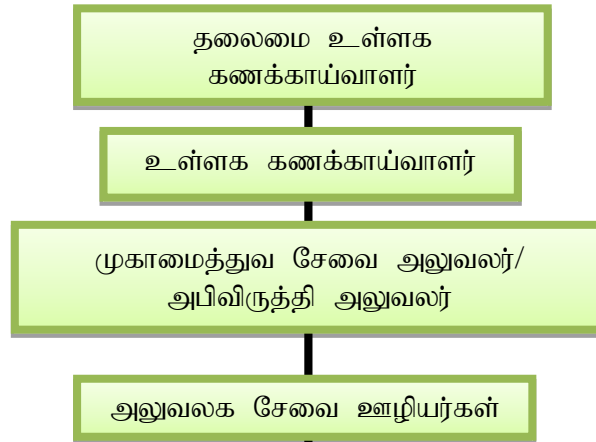 தலைமை உள்ளக
கணக்காய்வாளர்
உள்ளக கணக்காய்வாளர்
முகாமைத்துவ சேவை அலுவலர்/
அபிவிருத்தி அலுவலர்
அலுவலக சேவை ஊழியர்கள்